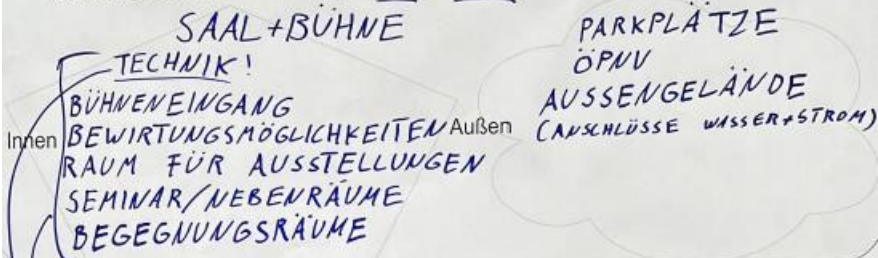 SAAL+BÜHNE
TECHNIK!
BÜHNENEINGANG
Innen BEWIRTUNGSMÖGLICHKEITEN
RAUM FÜR AUSSTELLUNGEN
SEMINAR/NEBENRÄUME
BEGEGNUNGSRÄUME
PARKPLÄTZE
ÖPNV
AUSSENGELÄNDE
Außen (ANSCHLÜSSE WASSER+STROM)